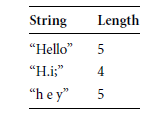 String Length
“Hello” 5
“H.i;” 4
“h e y” 5